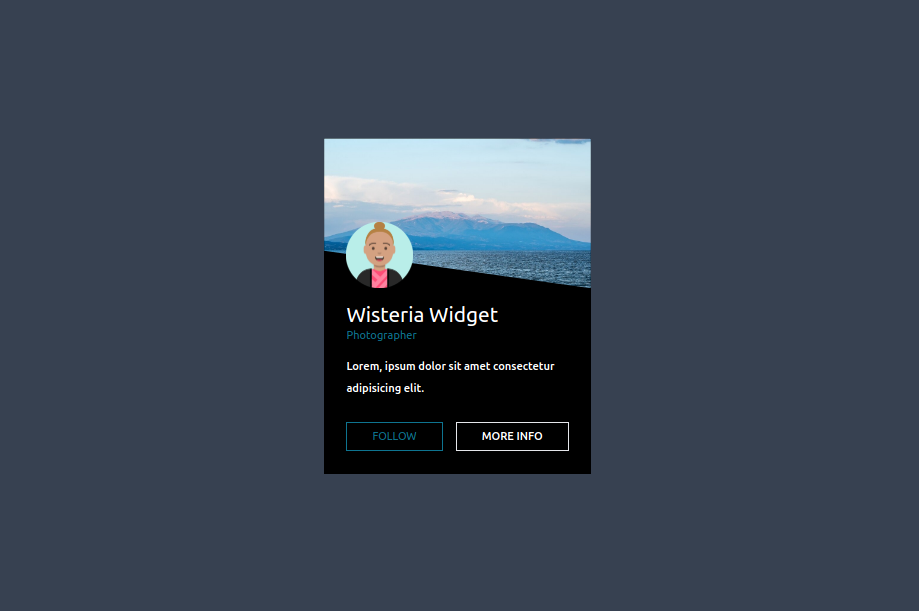 Wisteria Widget
Photographer
Lorem, ipsum dolor sit amet consectetur
adipisicing elit.
FOLLOW
MORE INFO